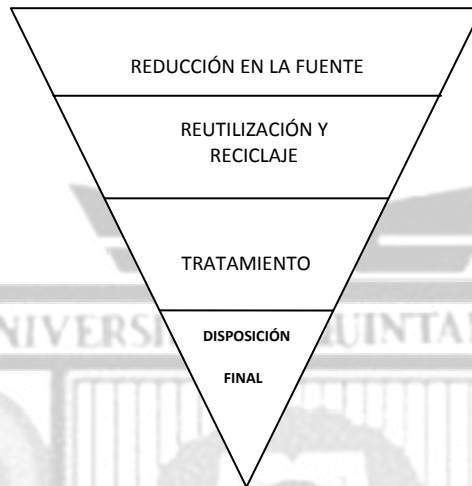 REDUCCIÓN EN LA FUENTE
REUTILIZACIÓN Y
RECICLAJE
TRATAMIENTO
DISPOSICIÓN
FINAL